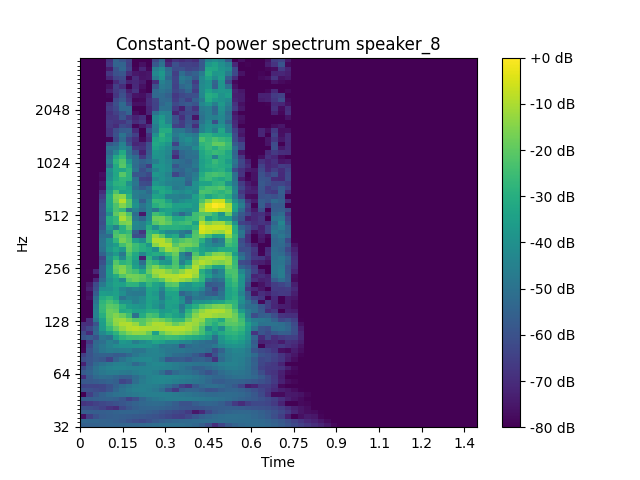 Constant-Q power spectrum speaker_8
Hz
2048
1024
512
256
128
64
32
0 0.15 0.3 0.45 0.6 0.75 0.9 1.1 1.2 1.4
Time
+0 dB
-10 dB
-20 dB
-30 dB
-40 dB
-50 dB
-60 dB
-70 dB
-80 dB